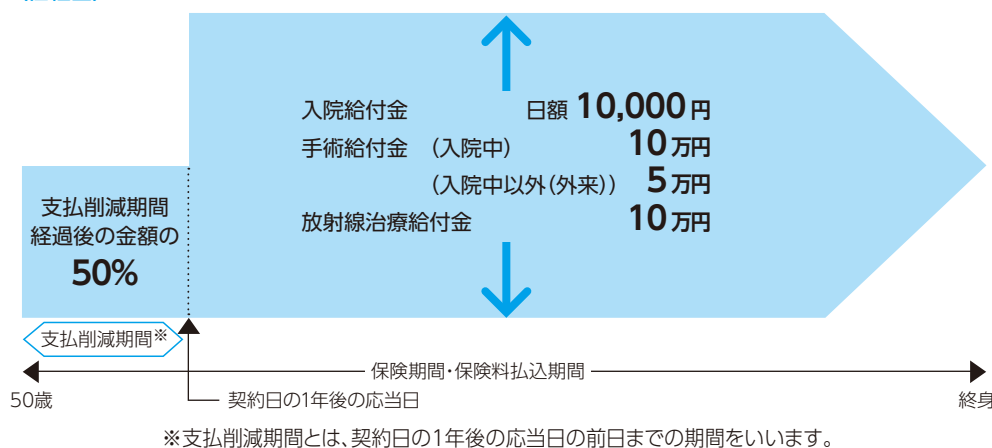 入院給付金 日額 10,000円
手術給付金 (入院中) 10万円
(入院中以外(外来)) 5万円
放射線治療給付金 10万円
支払削減期間
経過後の金額の
50%
支払削減期間※
保険期間・保険料払込期間
50歳 契約日の1年後の応当日 終身
※支払削減期間とは、契約日の1年後の応当日の前日までの期間をいいます。